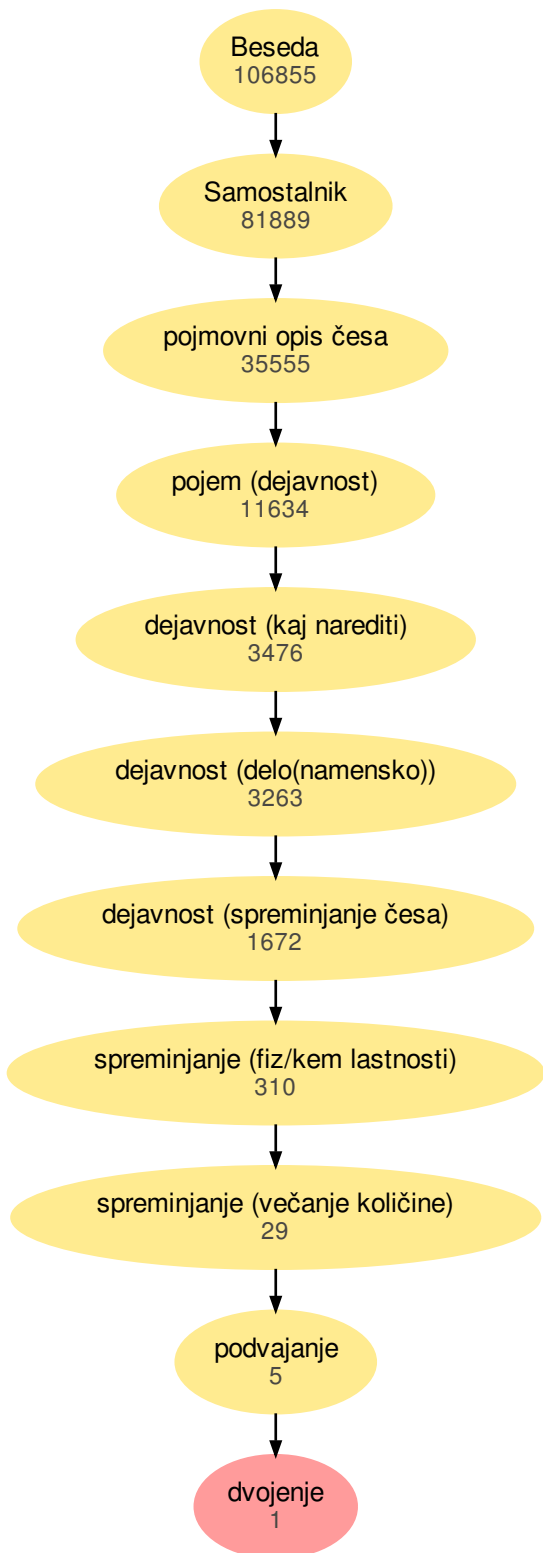 Beseda
106855
Samostalnik
81889
pojmovni opis česa
35555
pojem (dejavnost)
11634
dejavnost (kaj narediti)
3476
dejavnost (delo(namensko))
3263
dejavnost (spreminjanje česa)
1672
spreminjanje (fiz/kem lastnosti)
310
spreminjanje (večanje količine)
29
podvajanje
5
dvojenje
1